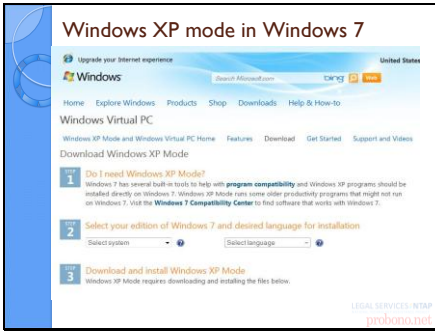 Windows XP mode in Windows 7
Upgrade your Internet experience
United States
Windows
Search Microsoft.com
bing
Web
Home Explore Windows Products Shop Downloads Help & How-to
Windows Virtual PC
Windows XP Mode and Windows Virtual PC Home Features Download Get Started Support and Videos
Download Windows XP Mode
STEP 1
Do I need Windows XP Mode?
Windows 7 has several built-in tools to help with program compatibility and Windows XP programs should be
installed directly on Windows 7. Windows XP Mode runs some older productivity programs that might not run
on Windows 7. Visit the Windows 7 Compatibility Center to find software that works with Windows 7.
STEP 2
Select your edition of Windows 7 and desired language for installation
Select system
Select language
STEP 3
Download and install Windows XP Mode
Windows XP Mode requires downloading and installing the files below.
LEGAL SERVICES NTAP
probono.net